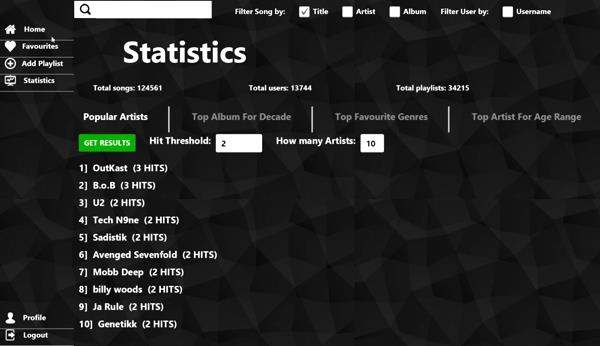 Filter Song by: Title Artist Album Filter User by: Username
Home
Favourites
Add Playlist
Statistics
Statistics
Total songs: 124561 Total users: 13744 Total playlists: 34215
Popular Artists Top Album For Decade Top Favourite Genres Top Artist For Age Range
GET RESULTS Hit Threshold: 2 How many Artists: 10
1] OutKast (3 HITS)
2] B.o.B (3 HITS)
3] U2 (2 HITS)
4] Tech N9ne (2 HITS)
5] Sadistik (2 HITS)
6] Avenged Sevenfold (2 HITS)
7] Mobb Deep (2 HITS)
8] billy woods (2 HITS)
9] Ja Rule (2 HITS)
10] Genetikk (2 HITS)
Profile
Logout